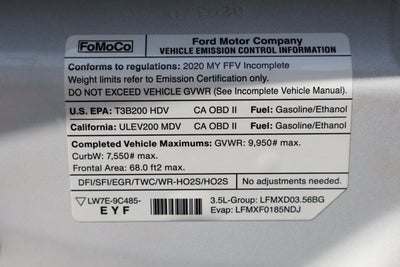 2020
FoMoCo
Ford Motor Company
VEHICLE EMISSION CONTROL INFORMATION
Conforms to regulations: 2020 MY FFV Incomplete
Weight limits refer to Emission Certification only.
DO NOT EXCEED VEHICLE GVWR (See Incomplete Vehicle Manual).
U.S. EPA: T3B200 HDV CA OBD II Fuel: Gasoline/Ethanol
California: ULEV200 MDV CA OBD II Fuel: Gasoline/Ethanol
Completed Vehicle Maximums: GVWR: 9,950# max.
CurbW: 7,550# max.
Frontal Area: 68.0 ft2 max.
DFI/SFI/EGR/TWC/WR-HO2S/HO2S No adjustments needed.
LW7E-9C485- 3.5L-Group: LFMXD03.56BG
EYF Evap: LFMXF0185NDJ